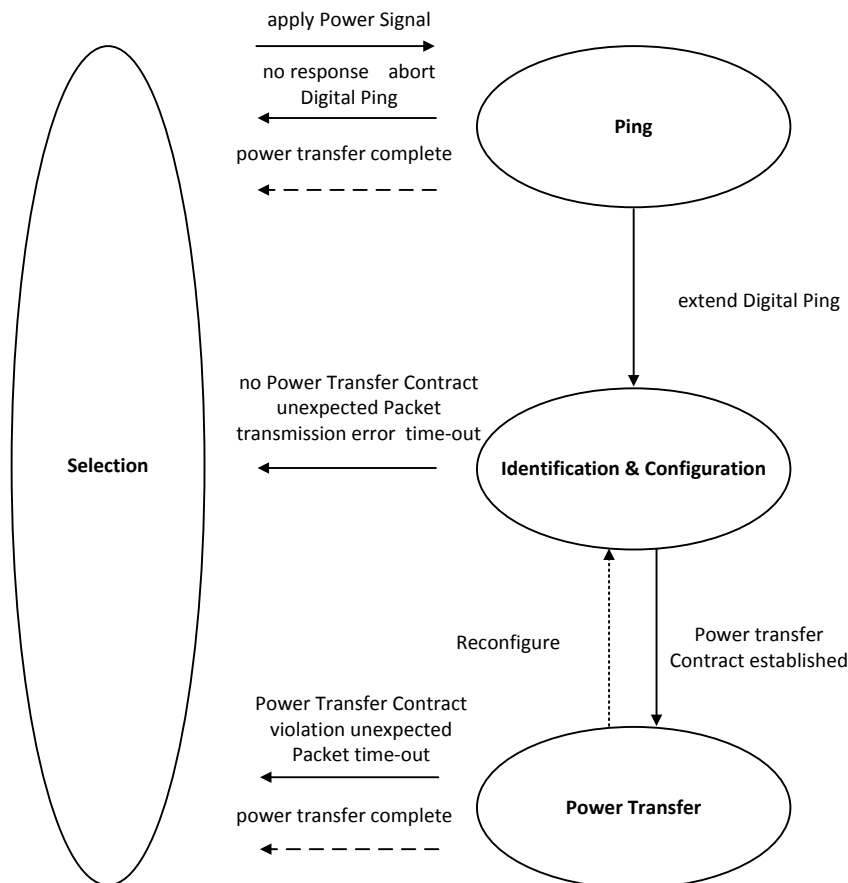 apply Power Signal
no response abort
Digital Ping
power transfer complete
Ping
extend Digital Ping
no Power Transfer Contract
unexpected Packet
transmission error time-out
Selection
Identification & Configuration
Reconfigure
Power transfer
Contract established
Power Transfer Contract
violation unexpected
Packet time-out
power transfer complete
Power Transfer